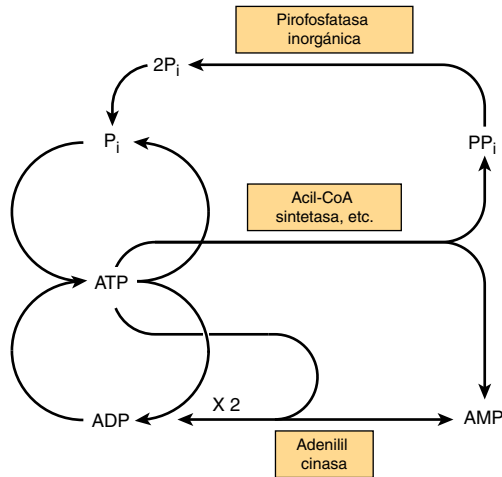 Pirofosfatasa
inorgánica
2Pi
Pi
PPi
Acil-CoA
sintetasa, etc.
ATP
X 2
ADP
AMP
Adenilil
cinasa